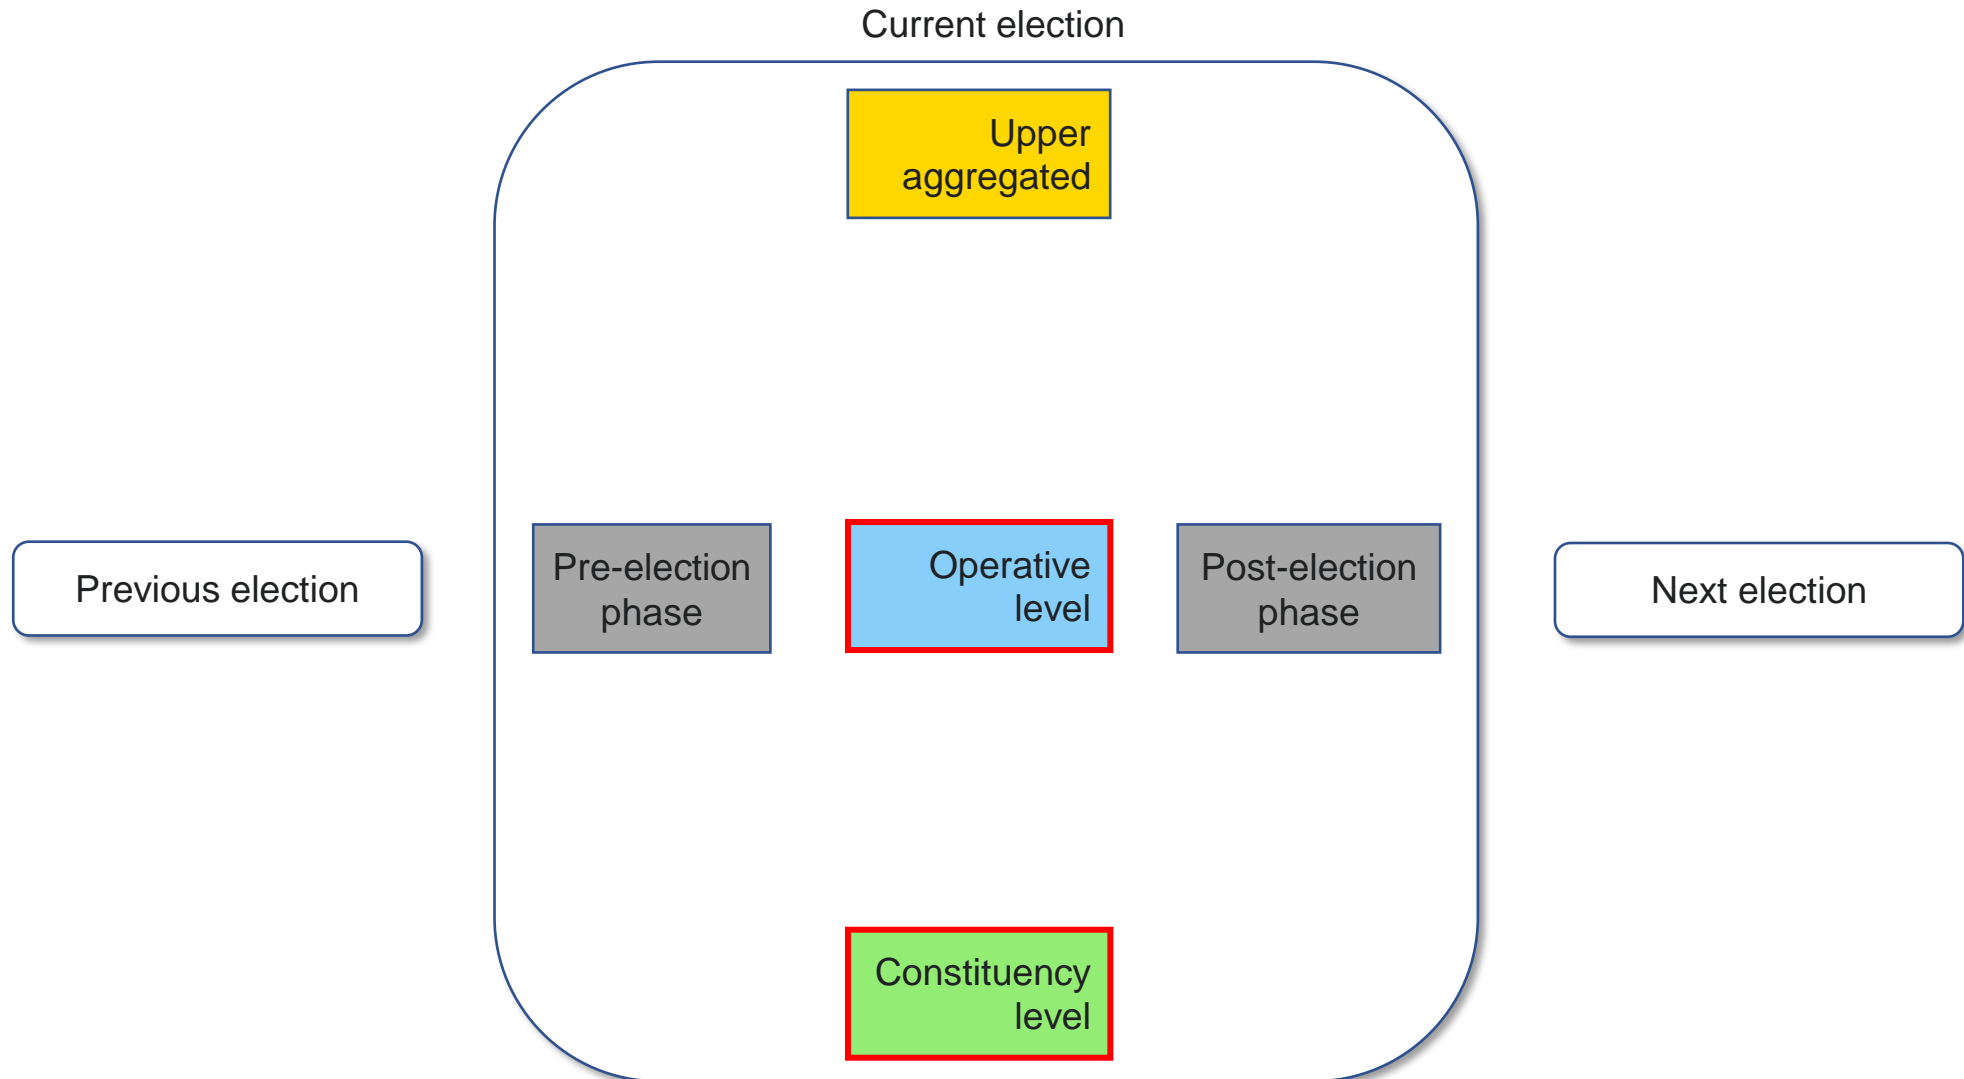 Current election
Upper
aggregated
Previous election
Pre-election
phase
Operative
level
Post-election
phase
Next election
Constituency
level